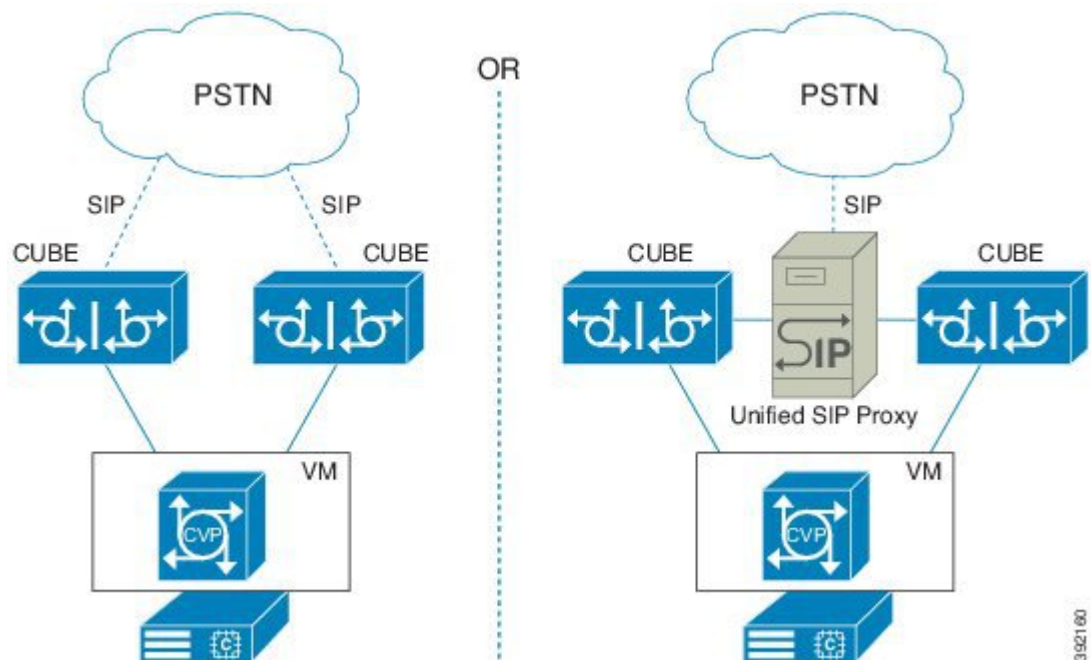 PSTN
SIP
SIP
CUBE
CUBE
VM
CVP
C
OR
PSTN
SIP
CUBE
CUBE
SIP
Unified SIP Proxy
VM
CVP
C
392160